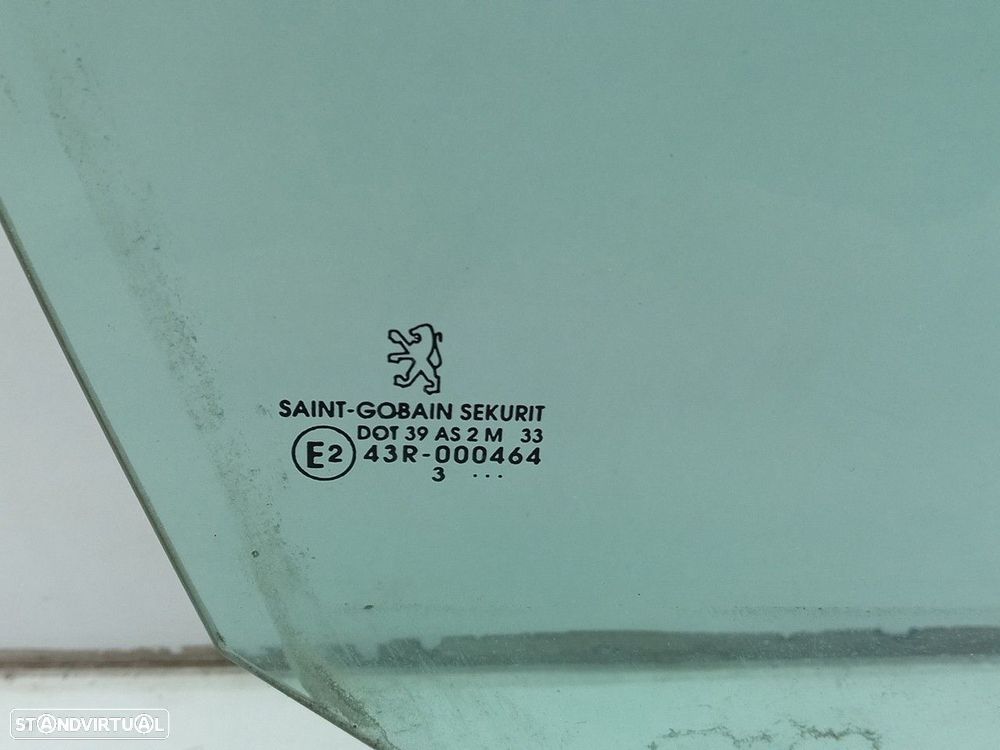 SAINT-GOBAIN SEKURIT
DOT 39 AS 2 M 33
E2 43R-000464
3 ...
STANDVIRTUAL